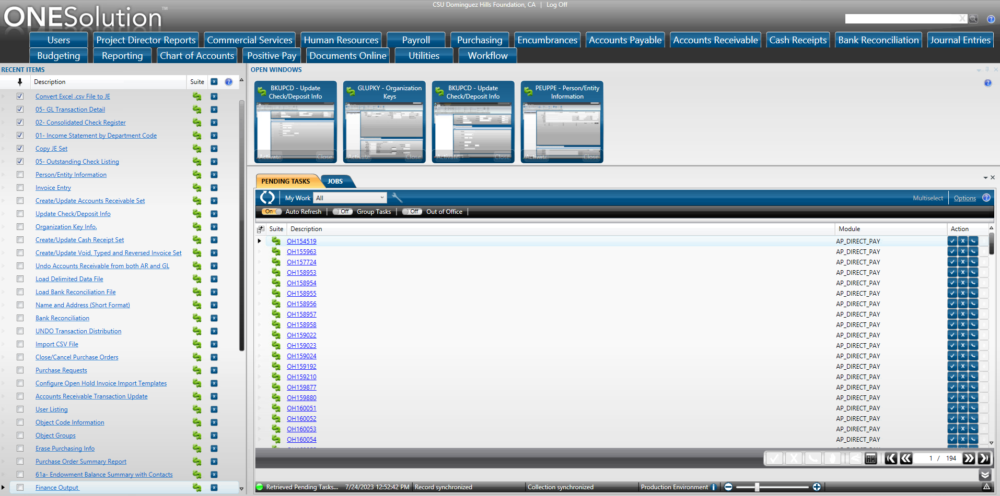 CSU Dominguez Hills Foundation, CA | Log Off
ONESolution™
Users Project Director Reports Commercial Services Human Resources Payroll Purchasing Encumbrances Accounts Payable Accounts Receivable Cash Receipts Bank Reconciliation Journal Entries
Budgeting Reporting Chart of Accounts Positive Pay Documents Online Utilities Workflow
RECENT ITEMS
Description Suite
Convert Excel .csv File to JE
05- GL Transaction Detail
02- Consolidated Check Register
01- Income Statement by Department Code
Copy JE Set
05- Outstanding Check Listing
Person/Entity Information
Invoice Entry
Create/Update Accounts Receivable Set
Update Check/Deposit Info
Organization Key Info.
Create/Update Cash Receipt Set
Create/Update Void, Typed and Reversed Invoice Set
Undo Accounts Receivable from both AR and GL
Load Delimited Data File
Load Bank Reconciliation File
Name and Address (Short Format)
Bank Reconciliation
UNDO Transaction Distribution
Import CSV File
Close/Cancel Purchase Orders
Purchase Requests
Configure Open Hold Invoice Import Templates
Accounts Receivable Transaction Update
User Listing
Object Code Information
Object Groups
Erase Purchasing Info
Purchase Order Summary Report
61a- Endowment Balance Summary with Contacts
Finance Output
OPEN WINDOWS
BKUPCD - Update
Check/Deposit Info
Activate Close
GLUPKY - Organization
Keys
Activate Close
BKUPCD - Update
Check/Deposit Info
Activate Close
PEUPPE - Person/Entity
Information
Activate Close
PENDING TASKS JOBS
My Work All Multiselect Options
On Auto Refresh | Off Group Tasks | Off Out of Office |
Suite Description Module Action
OH154519 AP_DIRECT_PAY
OH155963 AP_DIRECT_PAY
OH157724 AP_DIRECT_PAY
OH158953 AP_DIRECT_PAY
OH158954 AP_DIRECT_PAY
OH158955 AP_DIRECT_PAY
OH158956 AP_DIRECT_PAY
OH158957 AP_DIRECT_PAY
OH158958 AP_DIRECT_PAY
OH159022 AP_DIRECT_PAY
OH159023 AP_DIRECT_PAY
OH159024 AP_DIRECT_PAY
OH159192 AP_DIRECT_PAY
OH159210 AP_DIRECT_PAY
OH159877 AP_DIRECT_PAY
OH159880 AP_DIRECT_PAY
OH160051 AP_DIRECT_PAY
OH160052 AP_DIRECT_PAY
OH160053 AP_DIRECT_PAY
OH160054 AP_DIRECT_PAY
1 / 194
Retrieved Pending Tasks... 7/24/2023 12:52:42 PM Record synchronized Collection synchronized Production Environment